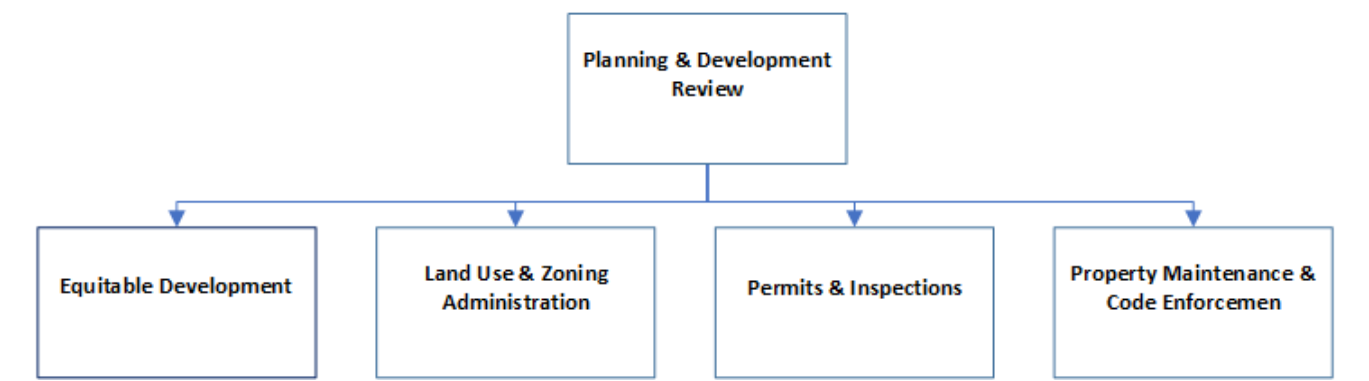 Planning & Development
Review
Equitable Development
Land Use & Zoning
Administration
Permits & Inspections
Property Maintenance &
Code Enforcemen